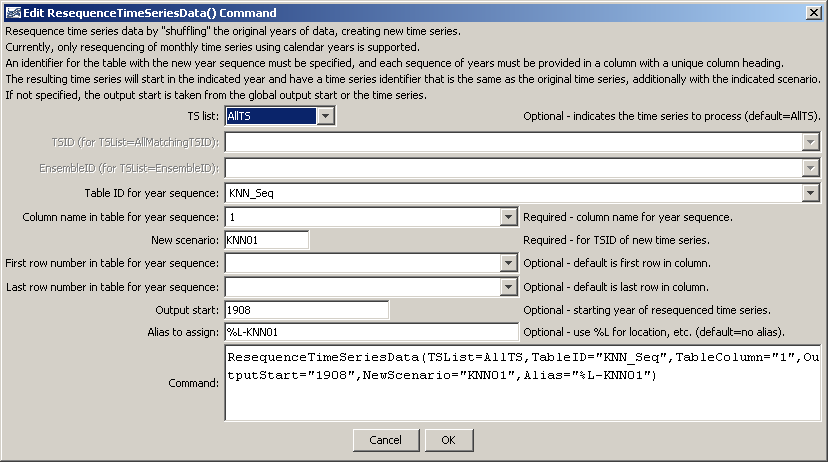 Edit ResequenceTimeSeriesData() Command
Resequence time series data by "shuffling" the original years of data, creating new time series.
Currently, only resequencing of monthly time series using calendar years is supported.
An identifier for the table with the new year sequence must be specified, and each sequence of years must be provided in a column with a unique column heading.
The resulting time series will start in the indicated year and have a time series identifier that is the same as the original time series, additionally with the indicated scenario.
If not specified, the output start is taken from the global output start or the time series.
TS list: AllTS Optional - indicates the time series to process (default=AllTS).
TSID (for TSList=AllMatchingTSID):
EnsembleID (for TSList=EnsembleID):
Table ID for year sequence: KNN_Seq
Column name in table for year sequence: 1 Required - column name for year sequence.
New scenario: KNN01 Required - for TSID of new time series.
First row number in table for year sequence: Optional - default is first row in column.
Last row number in table for year sequence: Optional - default is last row in column.
Output start: 1908 Optional - starting year of resequenced time series.
Alias to assign: %L-KNN01 Optional - use %L for location, etc. (default=no alias).
ResequenceTimeSeriesData(TSList=AllTS,TableID="KNN_Seq",TableColumn="1",Ou
Command: tputStart="1908",NewScenario="KNN01",Alias="%L-KNN01")
Cancel OK